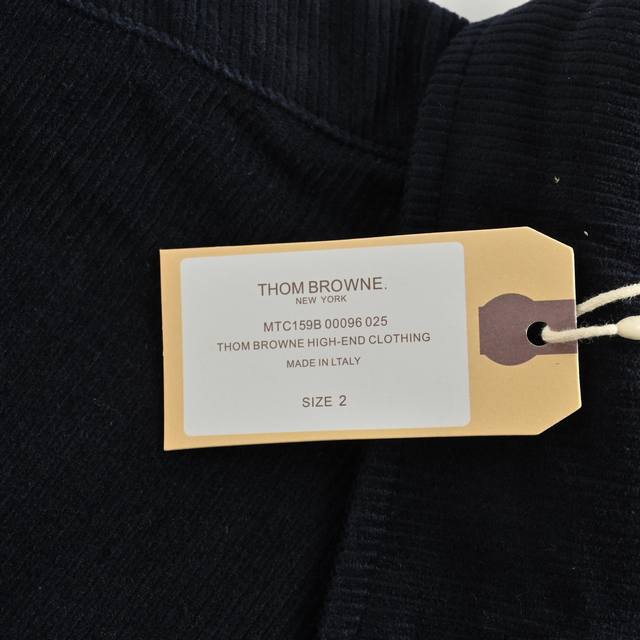 THOM BROWNE.
NEW YORK
MTC159B 00096 025
THOM BROWNE HIGH-END CLOTHING
MADE IN LTALY
SIZE 2